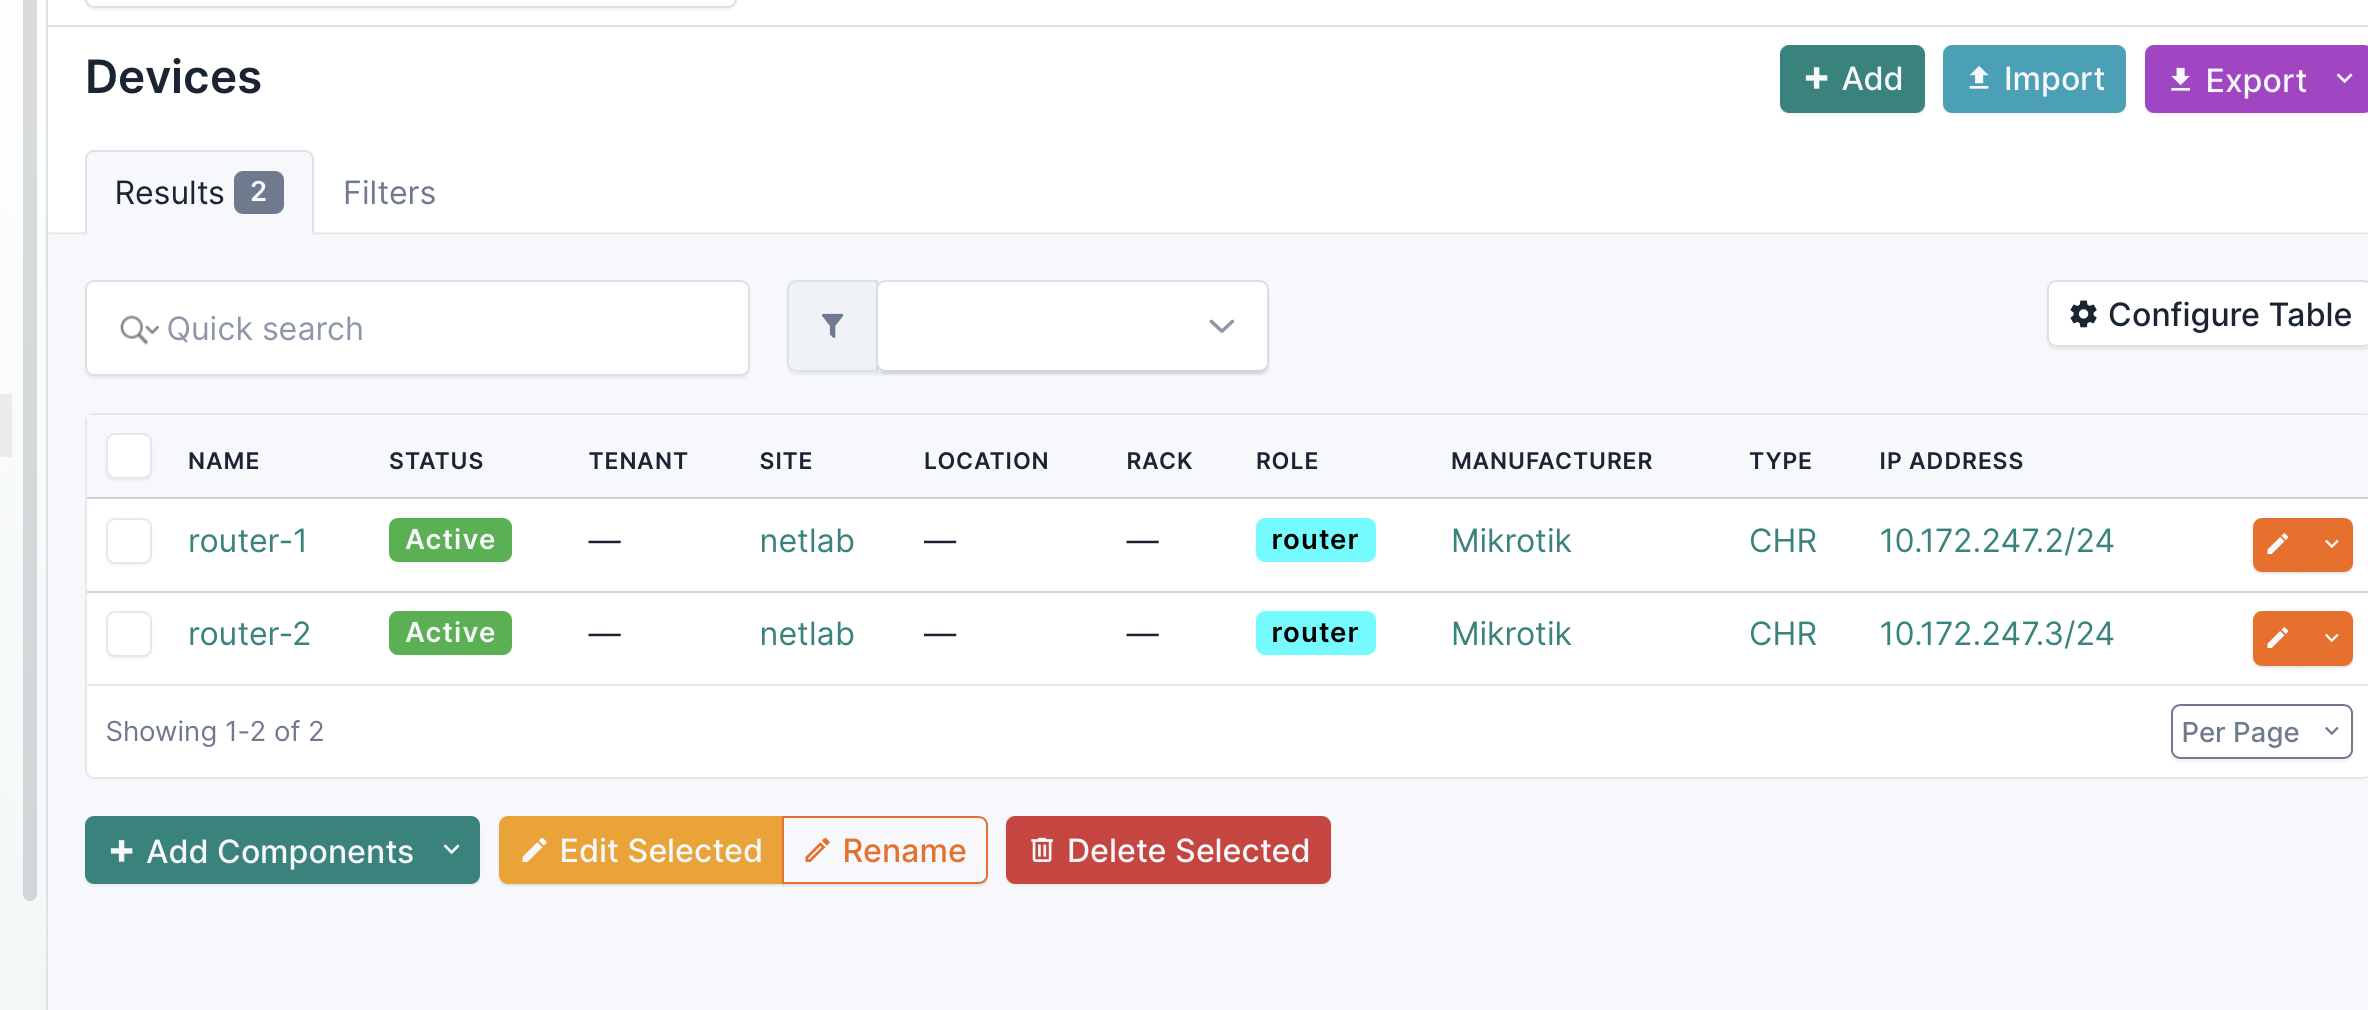 Devices
Add Import Export
Results 2 Filters
Quick search
Configure Table
NAME STATUS TENANT SITE LOCATION RACK ROLE MANUFACTURER TYPE IP ADDRESS
router-1 Active — netlab — — router Mikrotik CHR 10.172.247.2/24
router-2 Active — netlab — — router Mikrotik CHR 10.172.247.3/24
Showing 1-2 of 2 Per Page
Add Components Edit Selected Rename Delete Selected